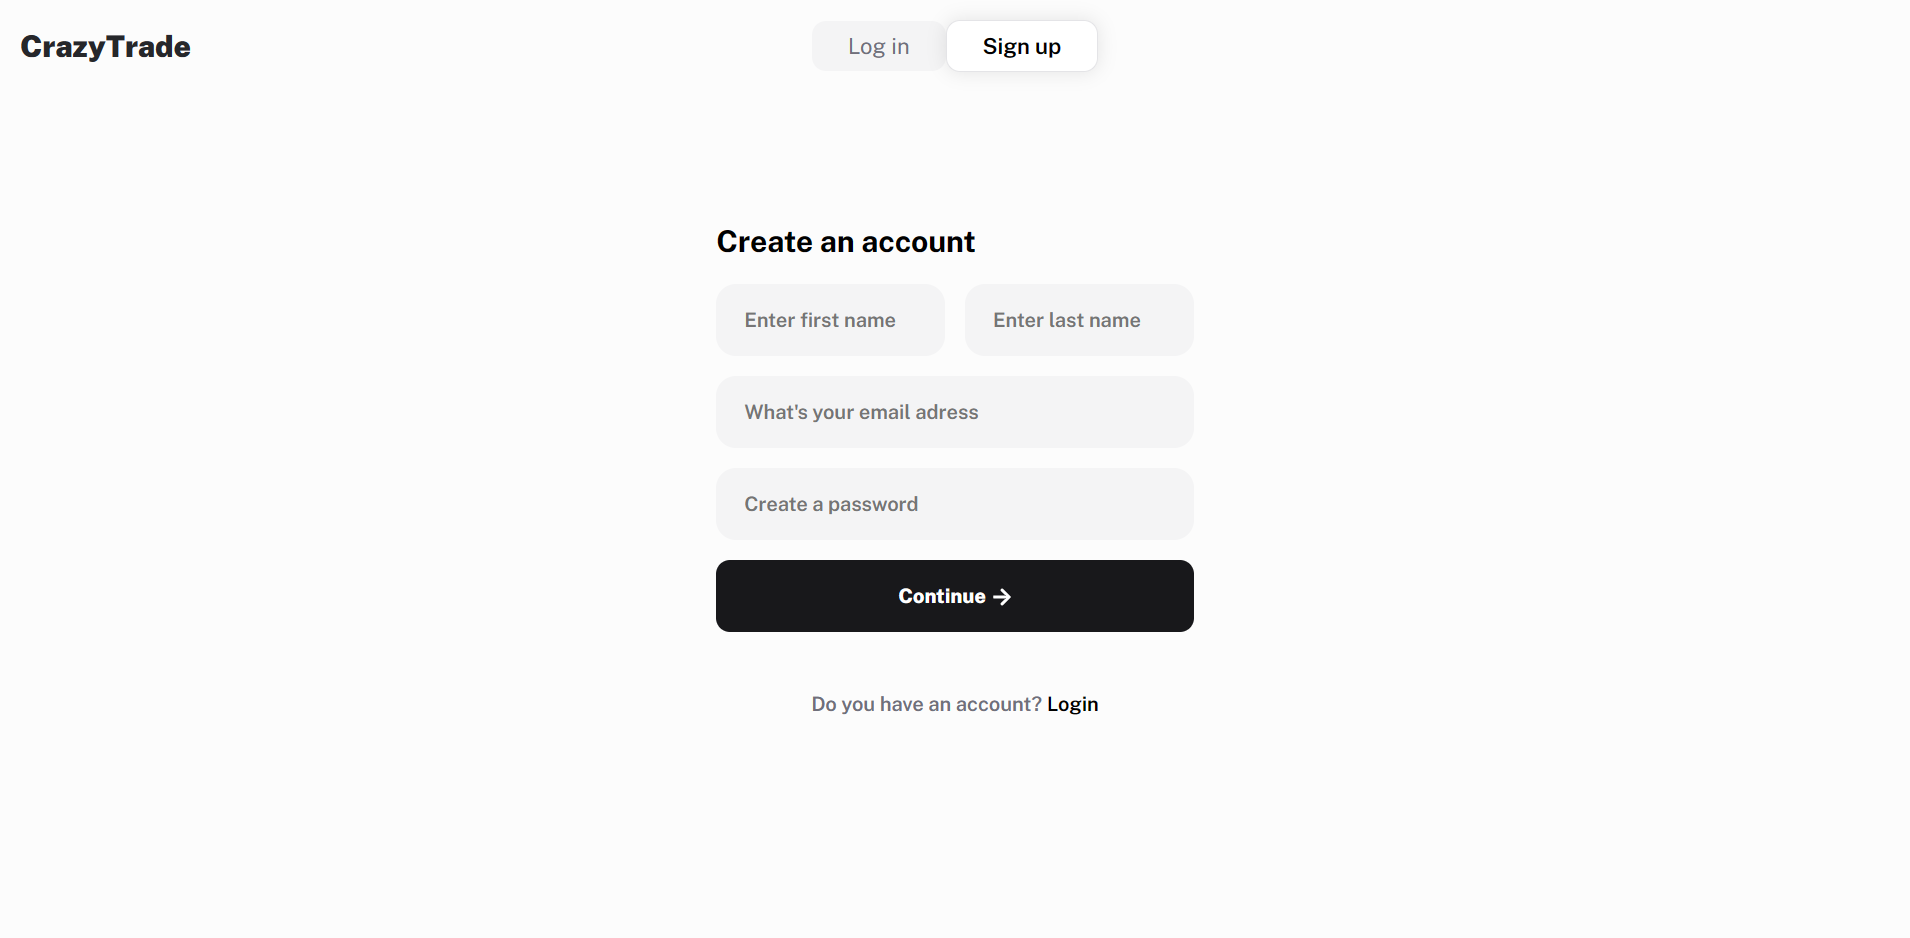 CrazyTrade
Log in
Sign up
Create an account
Enter first name
Enter last name
What's your email adress
Create a password
Continue →
Do you have an account? Login